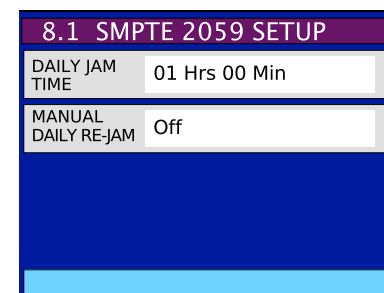 8.1 SMPTE 2059 SETUP
DAILY JAM
TIME
01 Hrs 00 Min
MANUAL
DAILY RE-JAM
Off